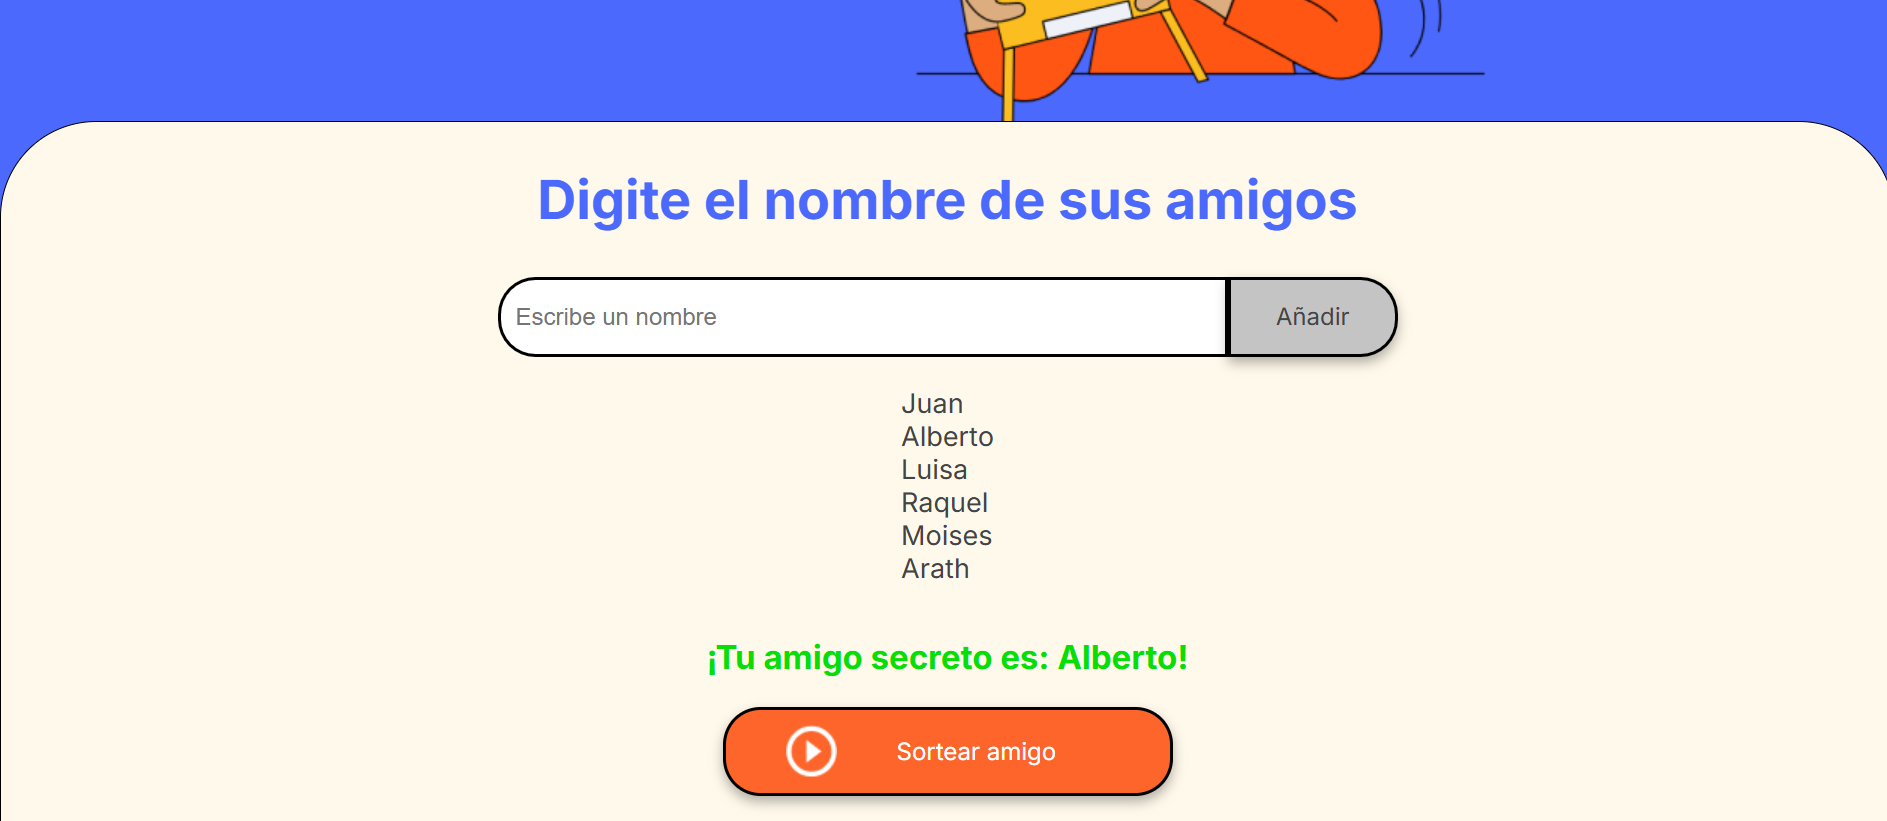 Digite el nombre de sus amigos
Escribe un nombre
Añadir
Juan
Alberto
Luisa
Raquel
Moises
Arath
¡Tu amigo secreto es: Alberto!
Sortear amigo